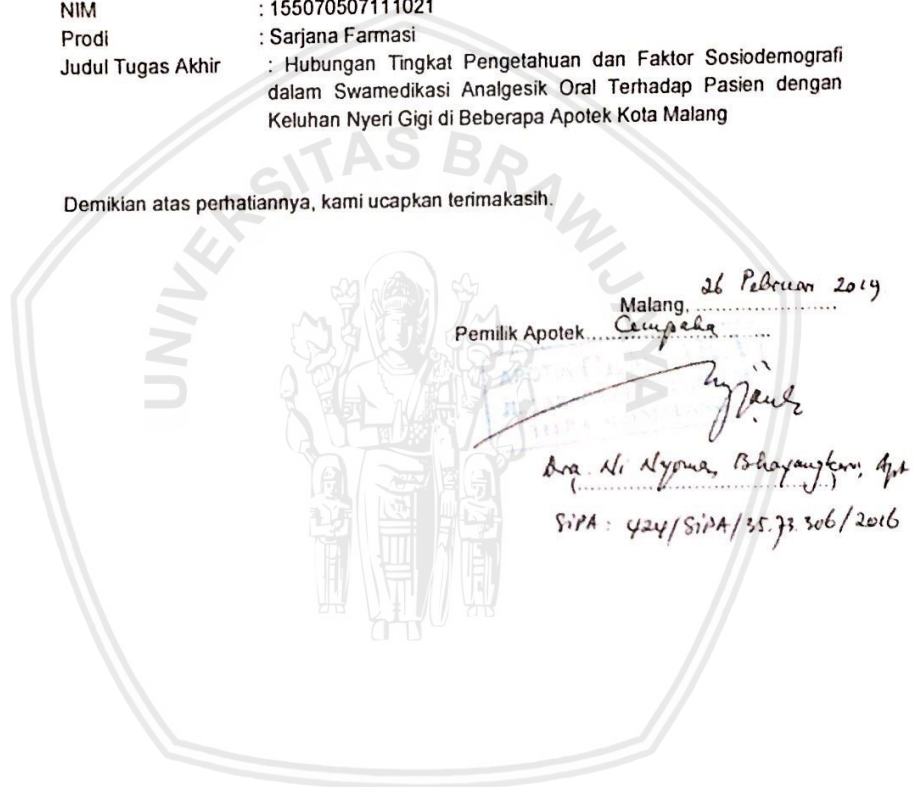 NIM : 155070507111021
Prodi : Sarjana Farmasi
Judul Tugas Akhir : Hubungan Tingkat Pengetahuan dan Faktor Sosiodemografi
dalam Swamedikasi Analgesik Oral Terhadap Pasien dengan
Keluhan Nyeri Gigi di Beberapa Apotek Kota Malang
UNIVERSITAS BRAWIJAYA
Demikian atas perhatiannya, kami ucapkan terimakasih.
Malang, 26 Pebruari 2019
Pemilik Apotek Cempaka
Dra. Ni Nyoman Bhayangkari, Apt
SIPA : 424/SIPA/35.73.306/2016